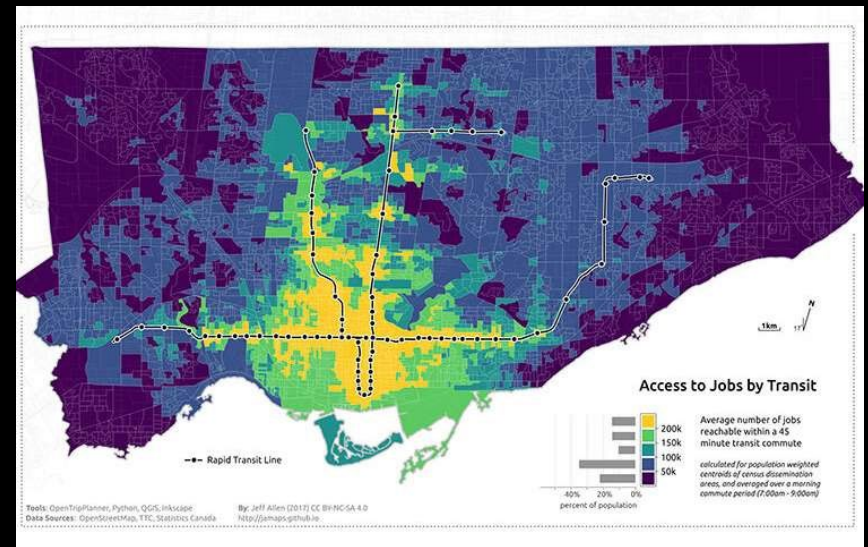 N
1km
17°
Access to Jobs by Transit
200k
150k
100k
50k
Average number of jobs
reachable within a 45
minute transit commute
calculated for population weighted
centroids of census dissemination
areas, and averaged over a morning
commute period (7:00am - 9:00am)
40% 20% 0%
percent of population
Rapid Transit Line
Tools: OpenTripPlanner, Python, QGIS, Inkscape
Data Sources: OpenStreetMap, TTC, Statistics Canada
By: Jeff Allen (2017) CC BY-NC-SA 4.0
http://jamaps.github.io